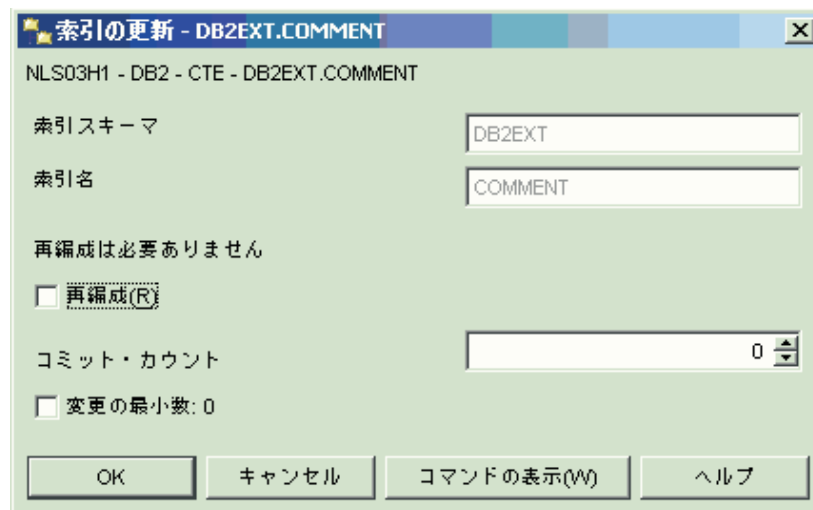 索引の更新 - DB2EXT.COMMENT
NLS03H1 - DB2 - CTE - DB2EXT.COMMENT
索引スキーマ DB2EXT
索引名 COMMENT
再編成は必要ありません
再編成(R)
コミット・カウント 0
変更の最小数: 0
OK キャンセル コマンドの表示(W) ヘルプ